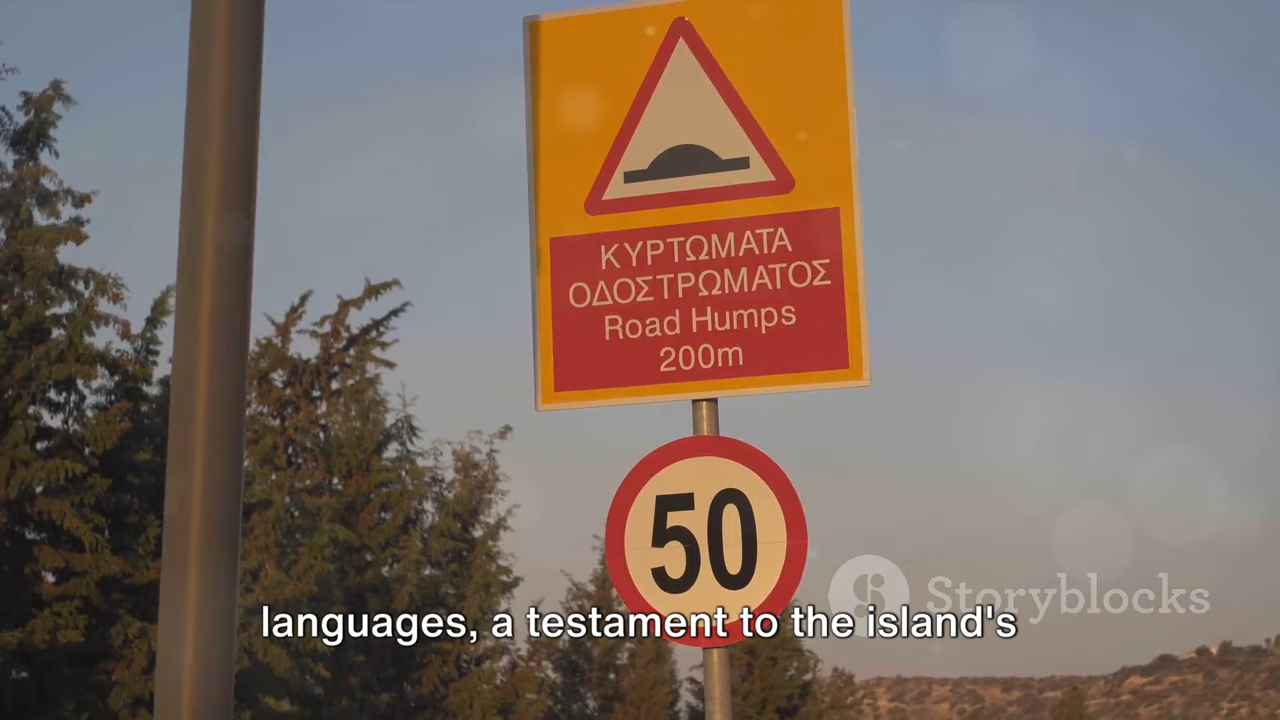 ΚΥΡΤΩΜΑΤΑ
ΟΔΟΣΤΡΩΜΑΤΟΣ
Road Humps
200m
50
Storyblocks
languages, a testament to the island's